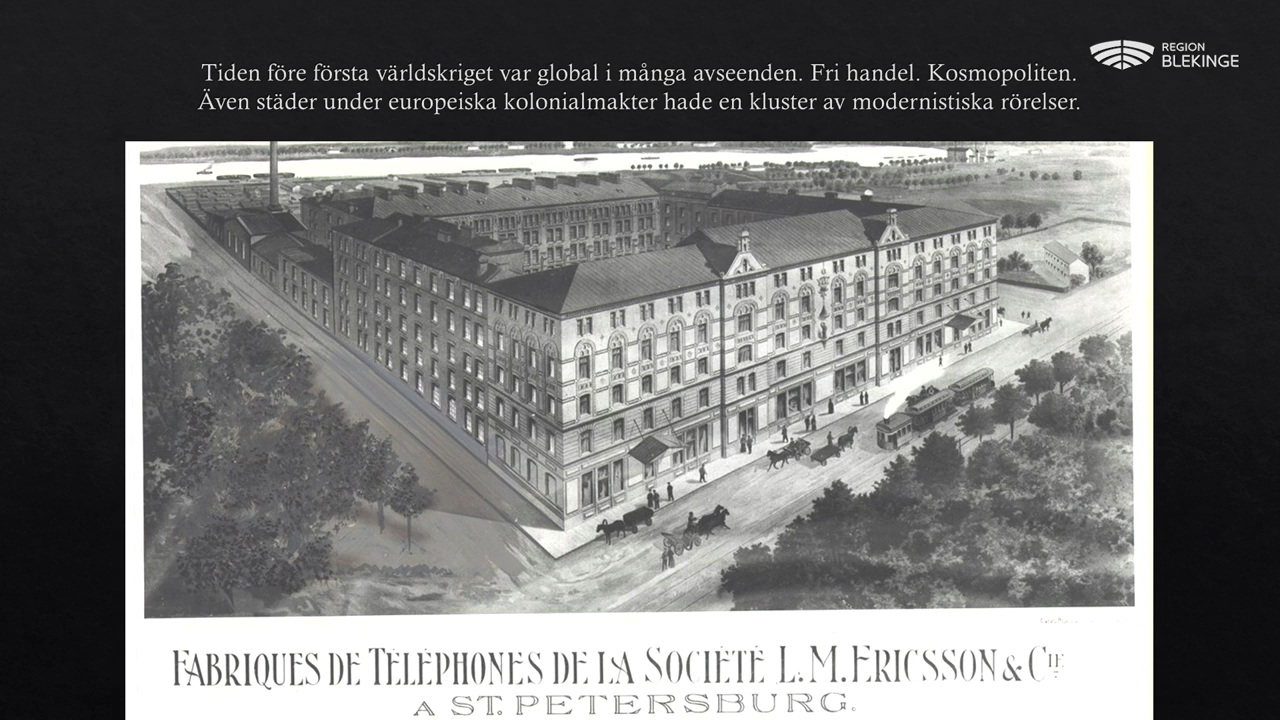 Tiden före första världskriget var global i många avseenden. Fri handel. Kosmopoliten.
Även städer under europeiska kolonialmakter hade en kluster av modernistiska rörelser.
REGION
BLEKINGE
FABRIQUES DE TÉLÉPHONES DE LA SOCIÉTÉ L. M. ERICSSON & CIE
A ST. PETERSBURG.